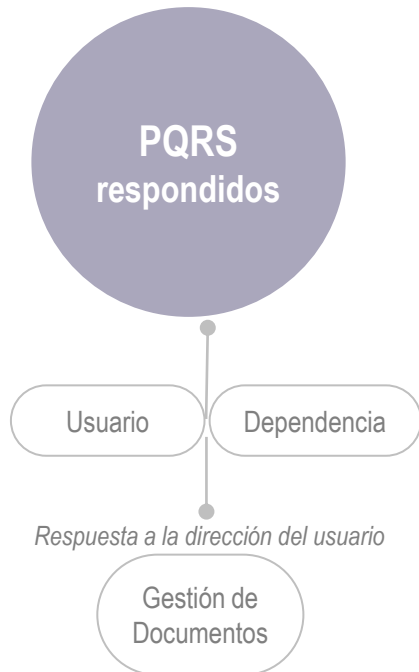 PQRS
respondidos
Usuario
Dependencia
Respuesta a la dirección del usuario
Gestión de
Documentos